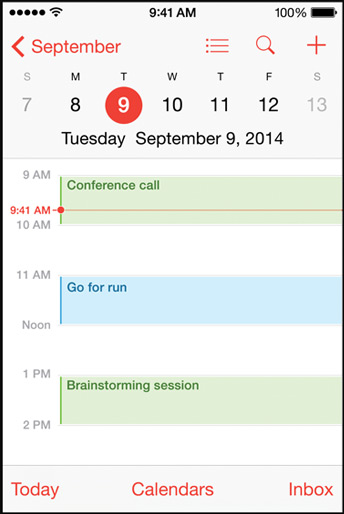 9:41 AM 100%
September
S M T W T F S
7 8 9 10 11 12 13
Tuesday September 9, 2014
9 AM
Conference call
9:41 AM
10 AM
11 AM
Go for run
Noon
1 PM
Brainstorming session
2 PM
Today Calendars Inbox